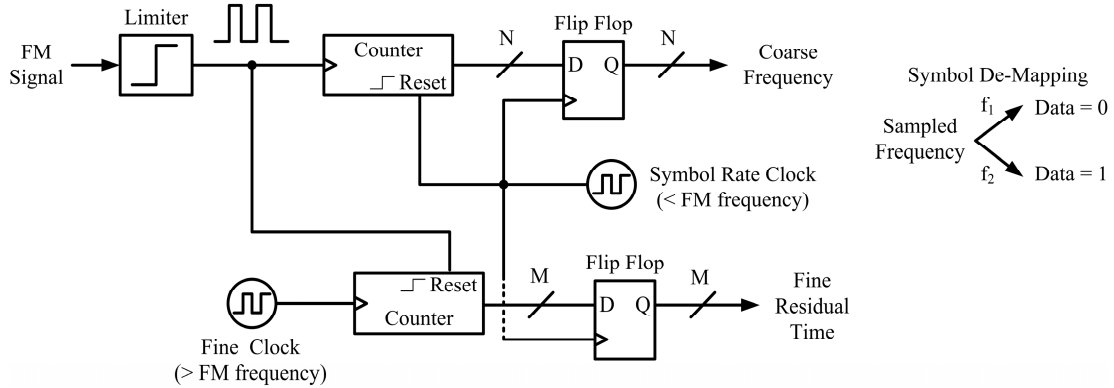 Limiter
FM
Signal
Counter
Reset
N
Flip Flop
D Q
N
Coarse
Frequency
Symbol De-Mapping
Sampled
Frequency
f1
Data = 0
f2
Data = 1
Symbol Rate Clock
(< FM frequency)
Fine Clock
(> FM frequency)
Reset
Counter
M
Flip Flop
D Q
M
Fine
Residual
Time